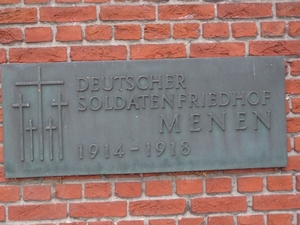 DEUTSCHER
SOLDATENFRIEDHOF
MENEN
1914-1918